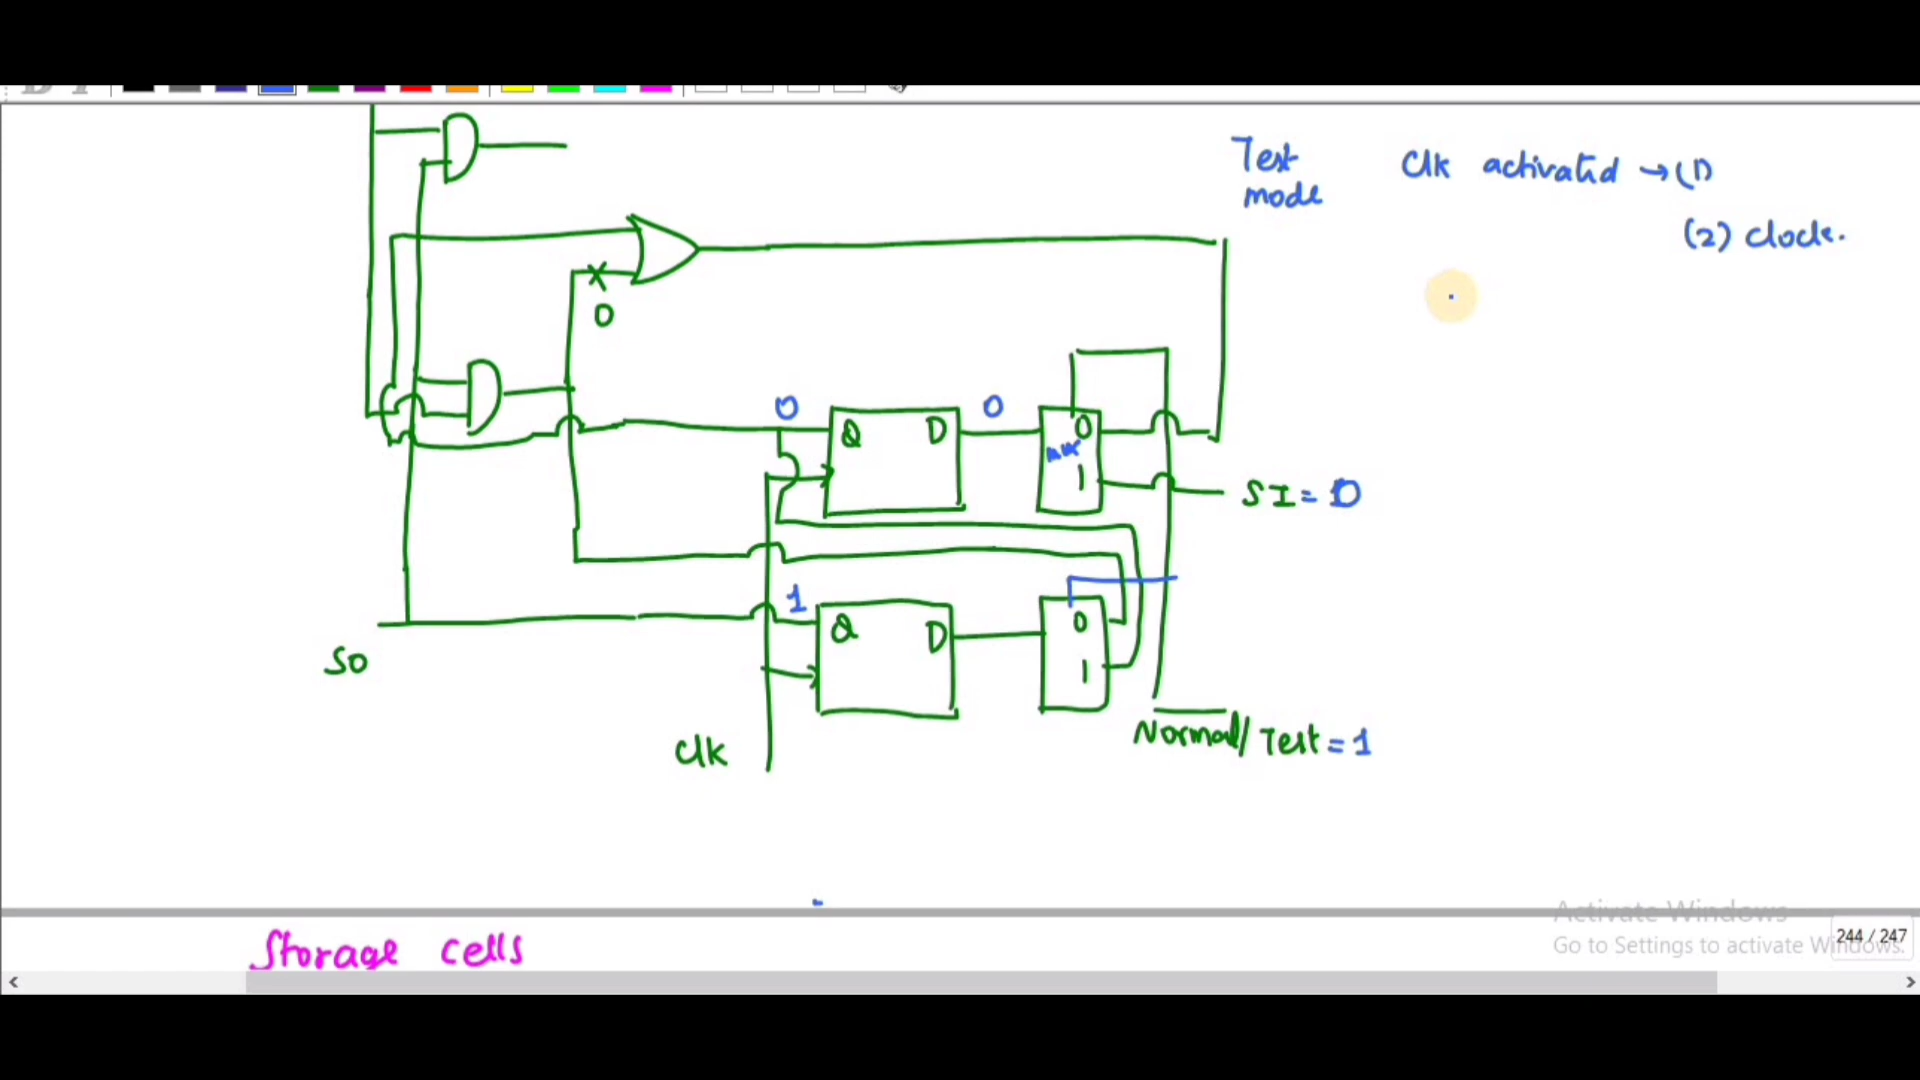 Test mode
Clk activated → (1)
(2) clock.
0
0
0
Q D
0
mux
1
SI = 0
1
Q D
0
1
SO
Clk
Normal/ Test = 1
Activate Windows
Go to Settings to activate Windows.
244 / 247
Storage cells